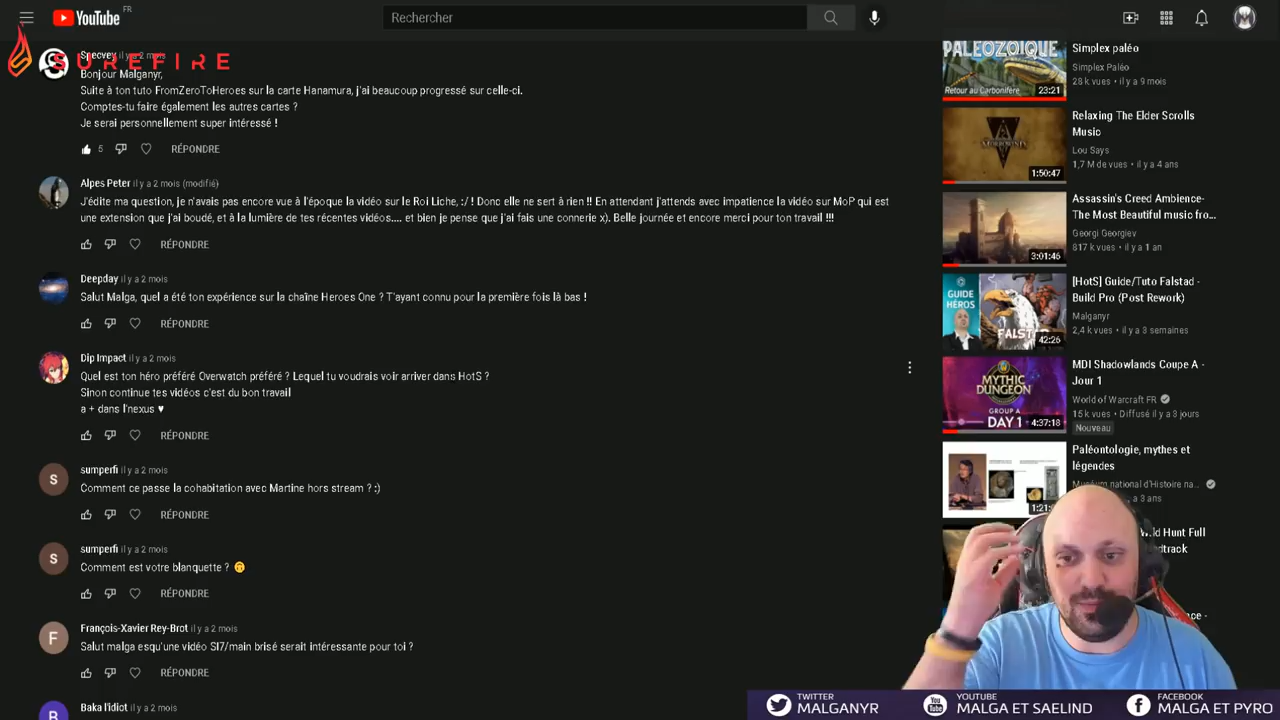 YouTube FR
Rechercher
SUREFIRE
Specvey il y a 2 mois
Bonjour Malganyr,
Suite à ton tuto FromZeroToHeroes sur la carte Hanamura, j'ai beaucoup progressé sur celle-ci.
Comptes-tu faire également les autres cartes ?
Je serai personnellement super intéressé !
5
RÉPONDRE
Alpes Peter il y a 2 mois (modifié)
J'édite ma question, je n'avais pas encore vue à l'époque la vidéo sur le Roi Liche, :/ ! Donc elle ne sert à rien !! En attendant j'attends avec impatience la vidéo sur MoP qui est
une extension que j'ai boudé, et à la lumière de tes récentes vidéos.... et bien je pense que j'ai fais une connerie x). Belle journée et encore merci pour ton travail !!!
RÉPONDRE
Deepday il y a 2 mois
Salut Malga, quel a été ton expérience sur la chaîne Heroes One ? T'ayant connu pour la première fois là bas !
RÉPONDRE
Dip Impact il y a 2 mois
Quel est ton héro préféré Overwatch préféré ? Lequel tu voudrais voir arriver dans HotS ?
Sinon continue tes vidéos c'est du bon travail
a + dans l'nexus ♥
RÉPONDRE
S
sumperfi il y a 2 mois
Comment ce passe la cohabitation avec Martine hors stream ? :)
RÉPONDRE
S
sumperfi il y a 2 mois
Comment est votre blanquette ? 🙃
RÉPONDRE
F
François-Xavier Rey-Brot il y a 2 mois
Salut malga esqu'une vidéo SI7/main brisé serait intéressante pour toi ?
RÉPONDRE
B
Baka l'idiot il y a 2 mois
PALÉOZOÏQUE
Retour au Carbonifère
23:21
Simplex paléo
Simplex Paléo
28 k vues • il y a 9 mois
MORROWIND
1:50:47
Relaxing The Elder Scrolls
Music
Lou Says
1,7 M de vues • il y a 4 ans
3:01:46
Assassin's Creed Ambience-
The Most Beautiful music fro...
Georgi Georgiev
817 k vues • il y a 1 an
GUIDE
HÉROS
FALSTAD
42:26
[HotS] Guide/Tuto Falstad -
Build Pro (Post Rework)
Malganyr
2,4 k vues • il y a 3 semaines
MYTHIC
DUNGEON
GROUP A
DAY 1
4:37:18
MDI Shadowlands Coupe A -
Jour 1
World of Warcraft FR
15 k vues • Diffusé il y a 3 jours
Nouveau
Paléontologie, mythes et
légendes
Muséum national d'Histoire na...
a 3 ans
ld Hunt Full
ndtrack
TWITTER
MALGANYR
YOUTUBE
MALGA ET SAELIND
FACEBOOK
MALGA ET PYRO